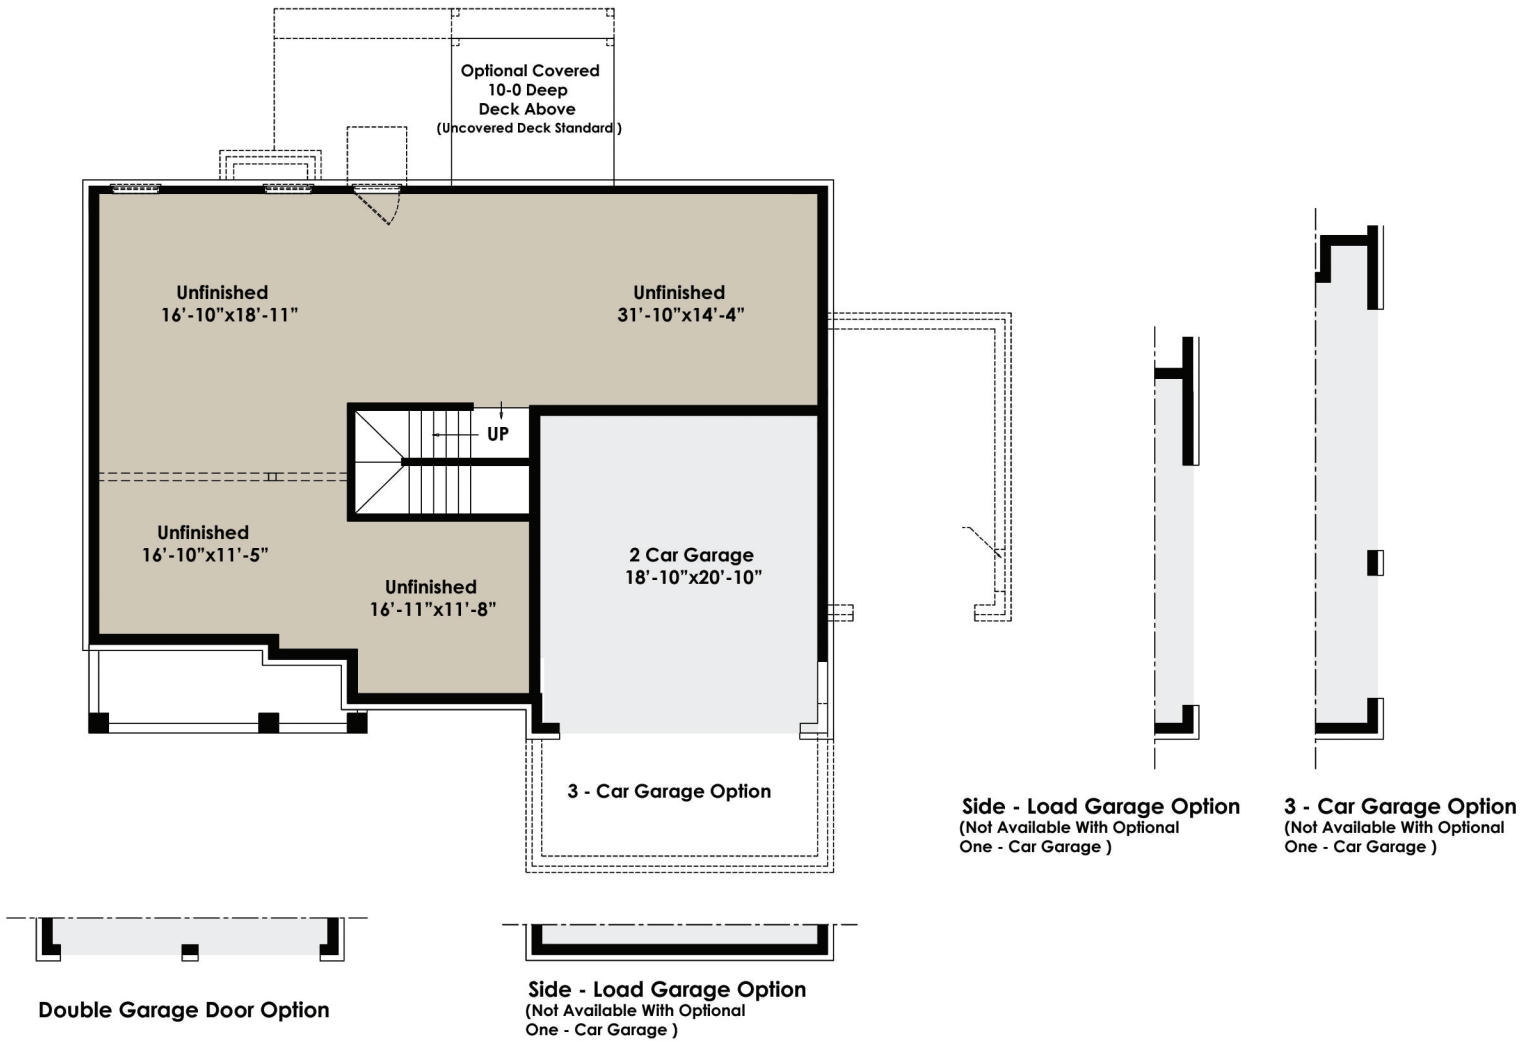 Optional Covered
10-0 Deep
Deck Above
(Uncovered Deck Standard )
Unfinished
16’-10”x18’-11”
Unfinished
31’-10”x14’-4”
UP
Unfinished
16’-10”x11’-5”
Unfinished
16’-11”x11’-8”
2 Car Garage
18’-10”x20’-10”
3 - Car Garage Option
Side - Load Garage Option
(Not Available With Optional
One - Car Garage )
3 - Car Garage Option
(Not Available With Optional
One - Car Garage )
Double Garage Door Option
Side - Load Garage Option
(Not Available With Optional
One - Car Garage )